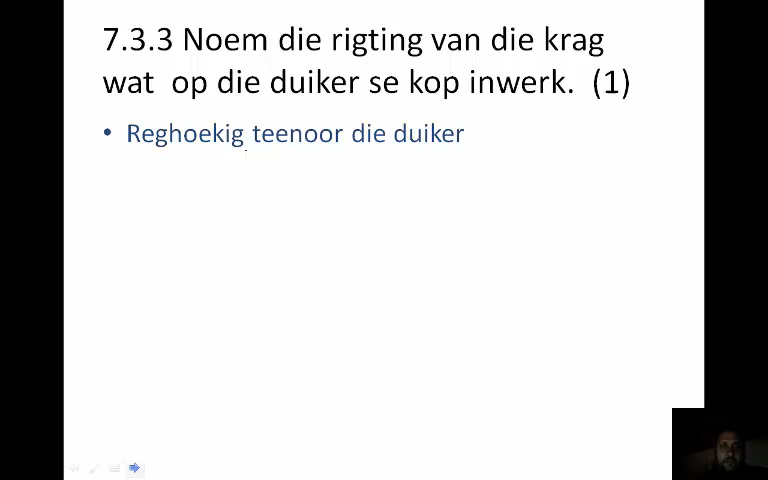 7.3.3 Noem die rigting van die krag
wat op die duiker se kop inwerk. (1)
• Reghoekig teenoor die duiker